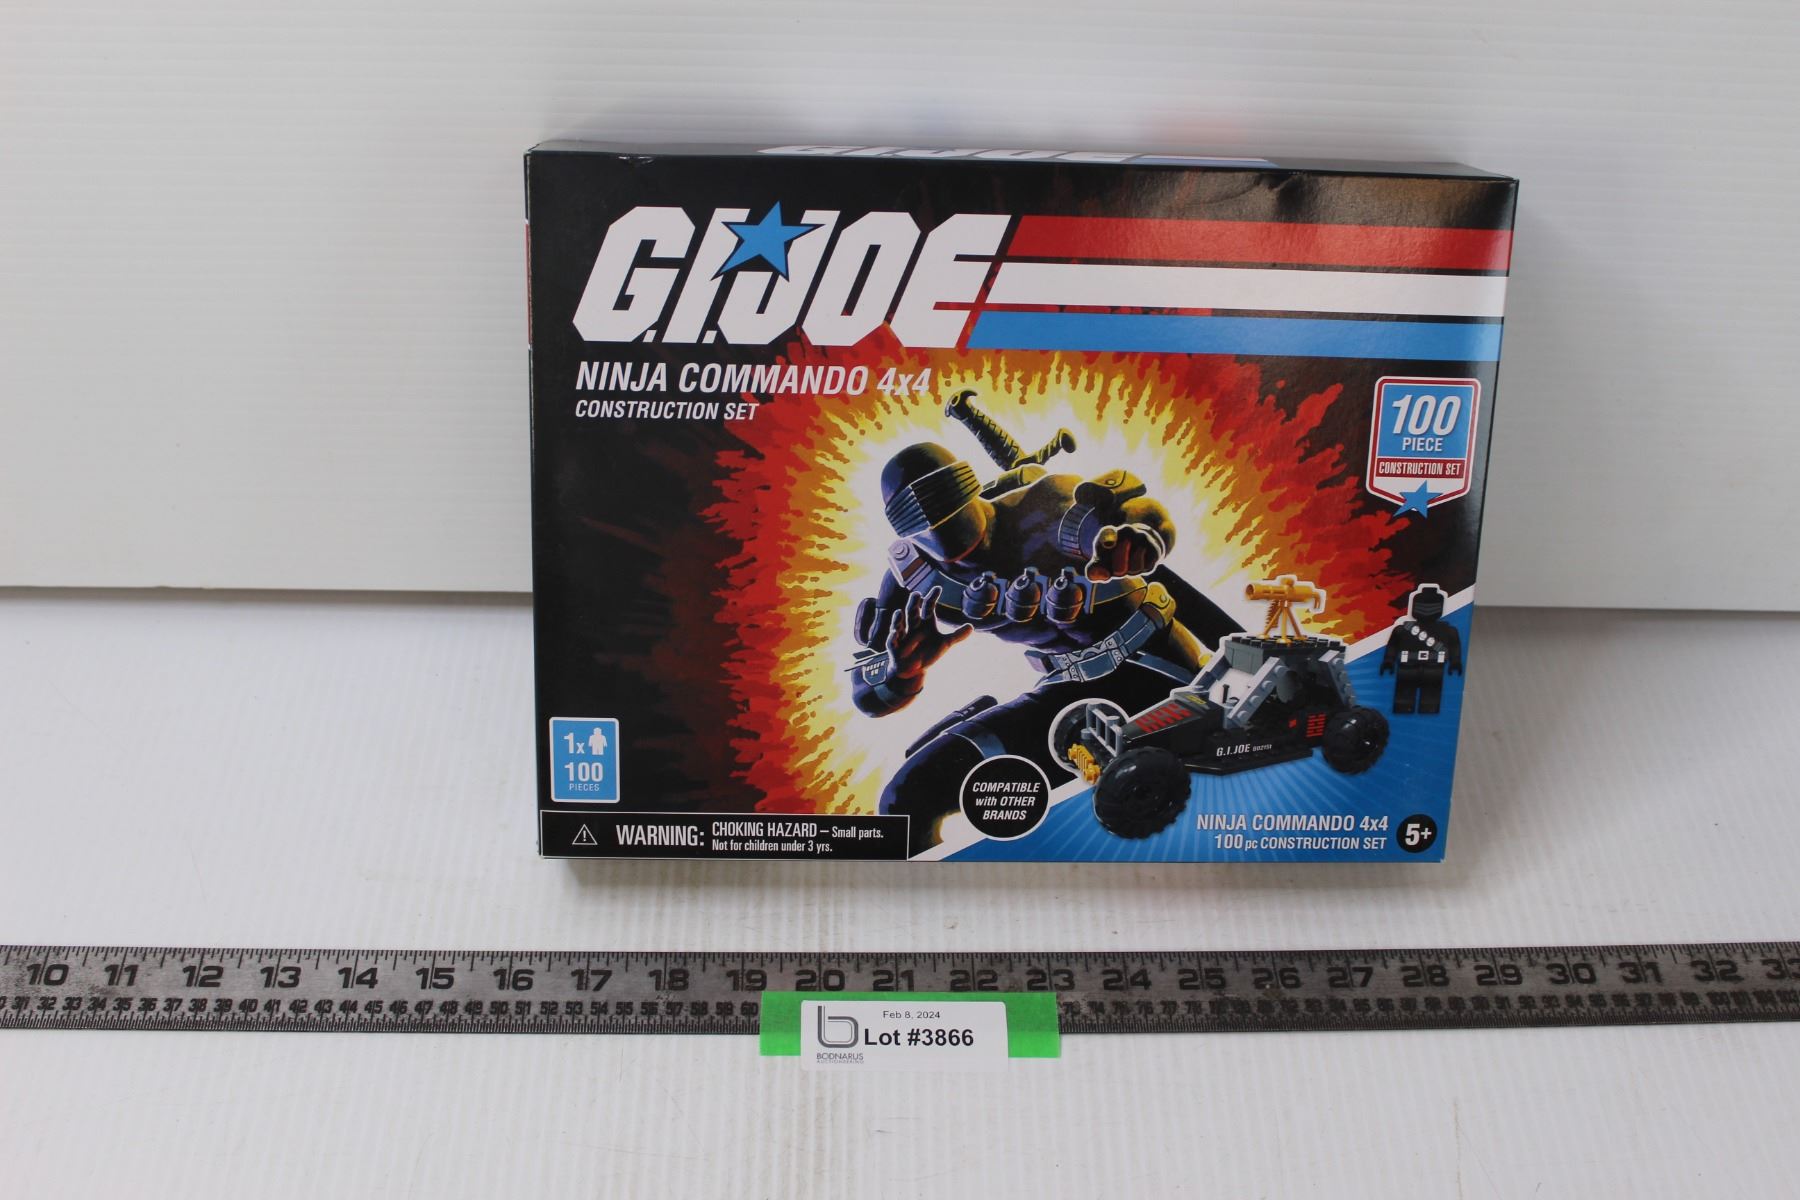 G.I.JOE
G.I.JOE
NINJA COMMANDO 4x4
CONSTRUCTION SET
100
PIECE
CONSTRUCTION SET
1x
100
PIECES
G.I.JOE
COMPATIBLE
with OTHER
BRANDS
WARNING: CHOKING HAZARD – Small parts.
Not for children under 3 yrs.
NINJA COMMANDO 4x4
100 pc CONSTRUCTION SET
5+
10 11 12 13 14 15 16 17 18 19 20 21 22 23 24 25 26 27 28 29 30 31 32 33
Feb 8, 2024
Lot #3866
BODNARUS
AUCTIONEERING